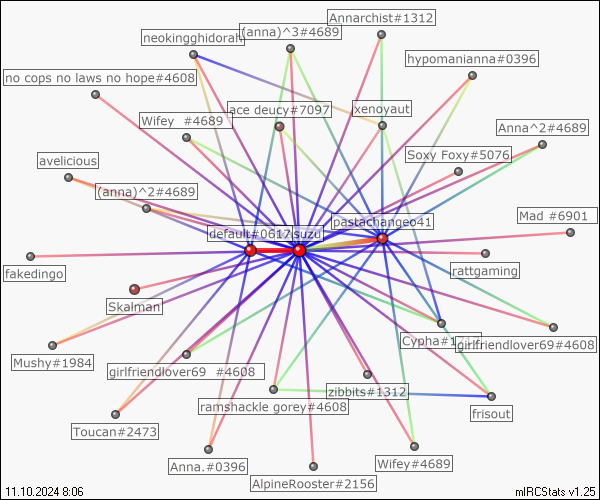 Annarchist#1312
(anna)^3#4689
neokingghidorah
hypomanianna#0396
no cops no laws no hope#4608
ace deucy#7097
xenoyaut
Wifey #4689
Anna^2#4689
Soxy Foxy#5076
avelicious
(anna)^2#4689
Mad #6901
pastachangeo41
default#0617
suzu
fakedingo
rattgaming
Skalman
Cypha#1
girlfriendlover69#4608
Mushy#1984
girlfriendlover69 #4608
zibbits#1312
ramshackle gorey#4608
frisout
Toucan#2473
Anna.#0396
Wifey#4689
AlpineRooster#2156
11.10.2024 8:06
mIRCStats v1.25